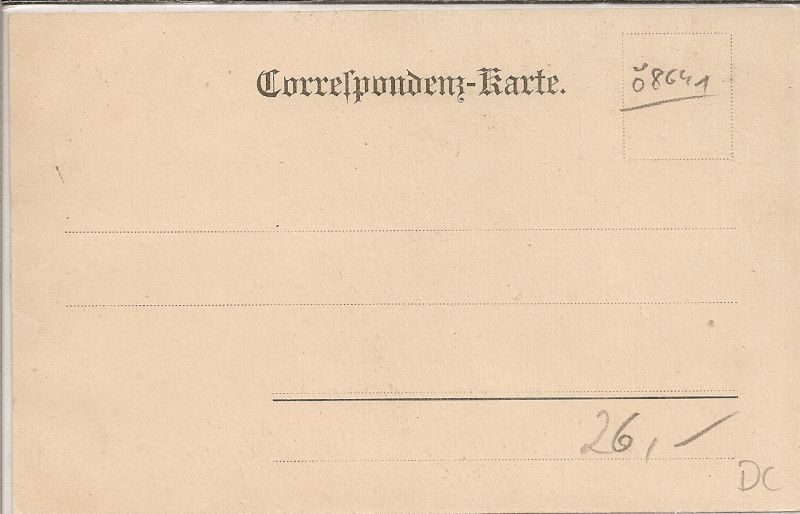 Correſpondenz-Karte.
ö8641
26,-
DC